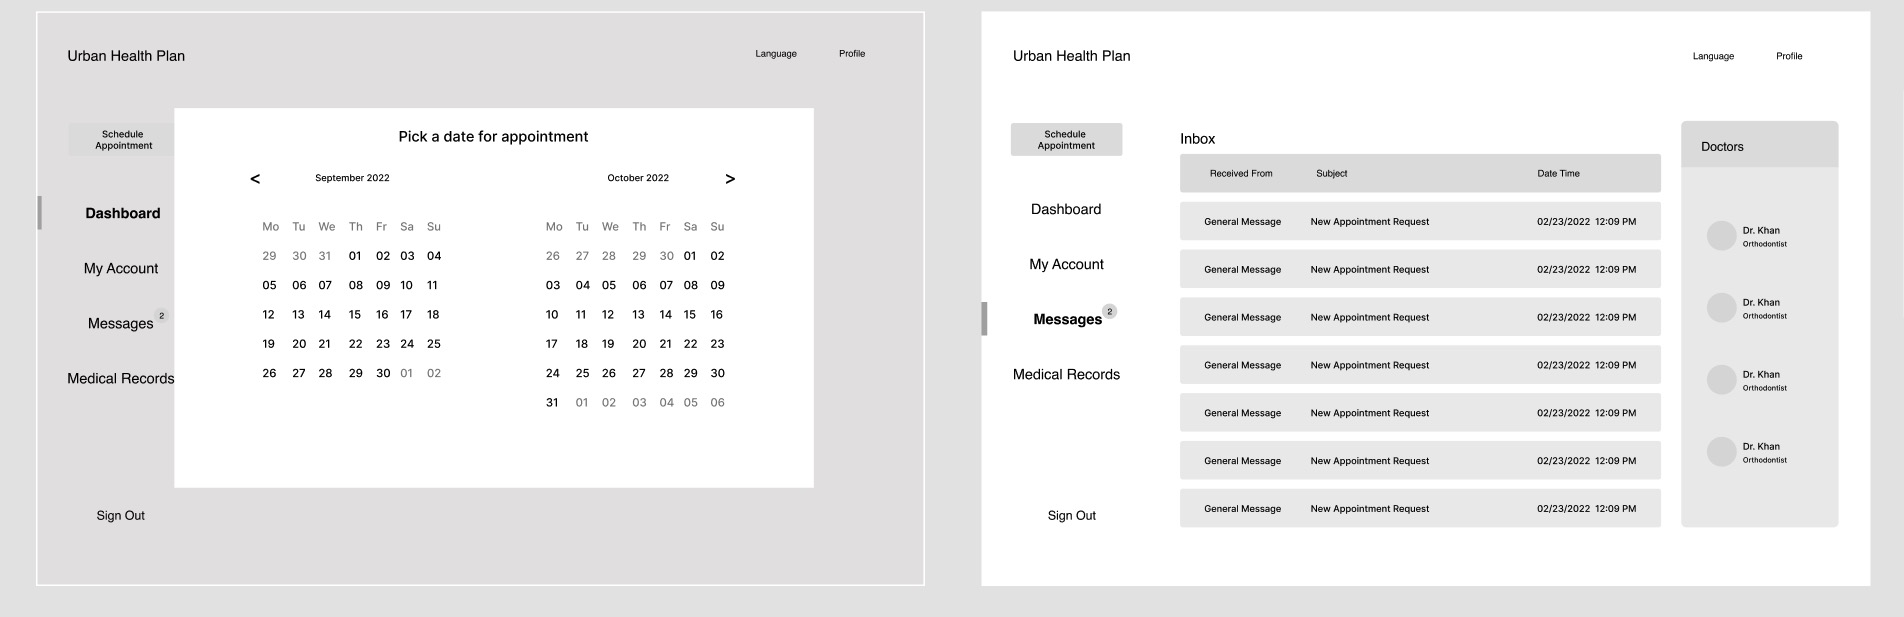 Urban Health Plan
Language Profile
Schedule
Appointment
Dashboard
My Account
Messages 2
Medical Records
Sign Out
Pick a date for appointment
< September 2022
Mo Tu We Th Fr Sa Su
29 30 31 01 02 03 04
05 06 07 08 09 10 11
12 13 14 15 16 17 18
19 20 21 22 23 24 25
26 27 28 29 30 01 02
October 2022 >
Mo Tu We Th Fr Sa Su
26 27 28 29 30 01 02
03 04 05 06 07 08 09
10 11 12 13 14 15 16
17 18 19 20 21 22 23
24 25 26 27 28 29 30
31 01 02 03 04 05 06
Urban Health Plan
Language Profile
Schedule
Appointment
Dashboard
My Account
Messages 2
Medical Records
Sign Out
Inbox
Received From Subject Date Time
General Message New Appointment Request 02/23/2022 12:09 PM
General Message New Appointment Request 02/23/2022 12:09 PM
General Message New Appointment Request 02/23/2022 12:09 PM
General Message New Appointment Request 02/23/2022 12:09 PM
General Message New Appointment Request 02/23/2022 12:09 PM
General Message New Appointment Request 02/23/2022 12:09 PM
General Message New Appointment Request 02/23/2022 12:09 PM
Doctors
Dr. Khan
Orthodontist
Dr. Khan
Orthodontist
Dr. Khan
Orthodontist
Dr. Khan
Orthodontist